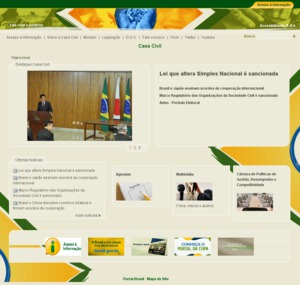 Acesso à Informação
Acesso à Informação | Sobre a Casa Civil | Ministro | Legislação | D.O.U. | Fale conosco | Flickr | Twitter | Youtube
Busca
Casa Civil
Página Inicial
Destaque Casa Civil
Lei que altera Simples Nacional é sancionada
Brasil e Japão assinam acordos de cooperação internacional
Marco Regulatório das Organizações da Sociedade Civil é sancionado
Aviso - Período Eleitoral
1 2 3
Últimas Notícias
Lei que altera Simples Nacional é sancionada
Brasil e Japão assinam acordos de cooperação internacional
Marco Regulatório das Organizações da Sociedade Civil é sancionado
Brasil e China discutem comércio bilateral e firmam acordos de cooperação
Mais notícias
Agendas
Multimídia
Fotos, vídeos e áudios
Câmara de Políticas de Gestão, Desempenho e Competitividade
Acesso à Informação
CONHEÇA O PORTAL DA COPA
Portal Brasil Mapa do Site